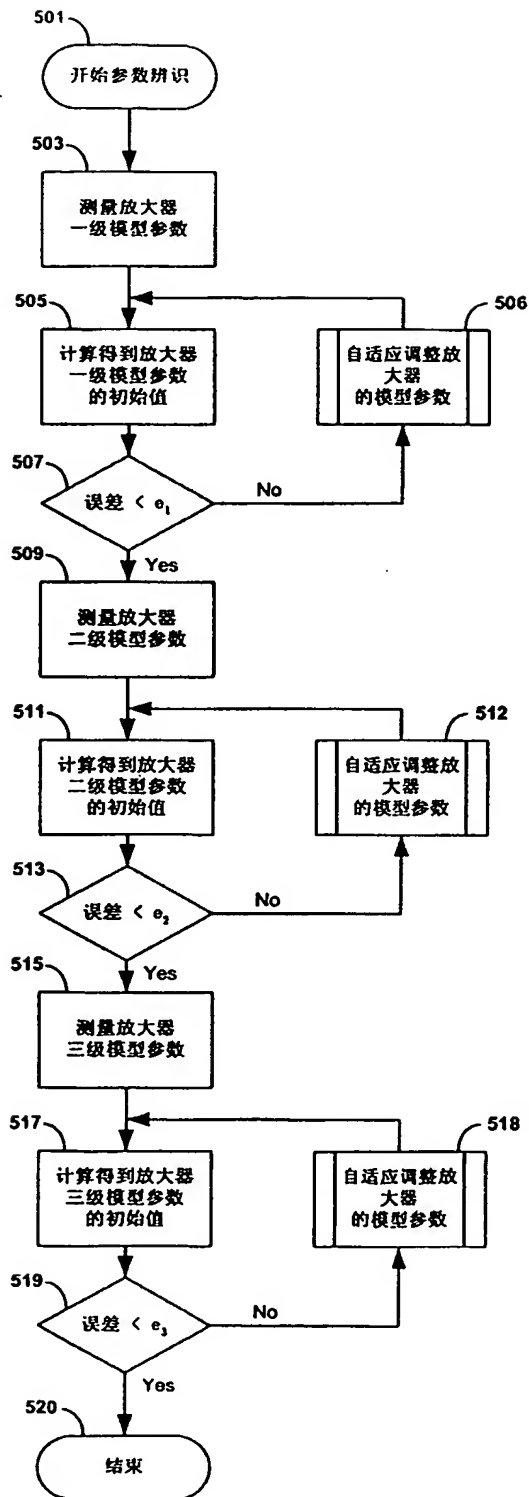 501
开始参数辨识
503
测量放大器
一级模型参数
505
计算得到放大器
一级模型参数
的初始值
506
自适应调整放
大器
的模型参数
507
误差 < e₁
No
Yes
509
测量放大器
二级模型参数
511
计算得到放大器
二级模型参数
的初始值
512
自适应调整放
大器
的模型参数
513
误差 < e₂
No
Yes
515
测量放大器
三级模型参数
517
计算得到放大器
三级模型参数
的初始值
518
自适应调整放
大器
的模型参数
519
误差 < e₃
No
Yes
520
结束